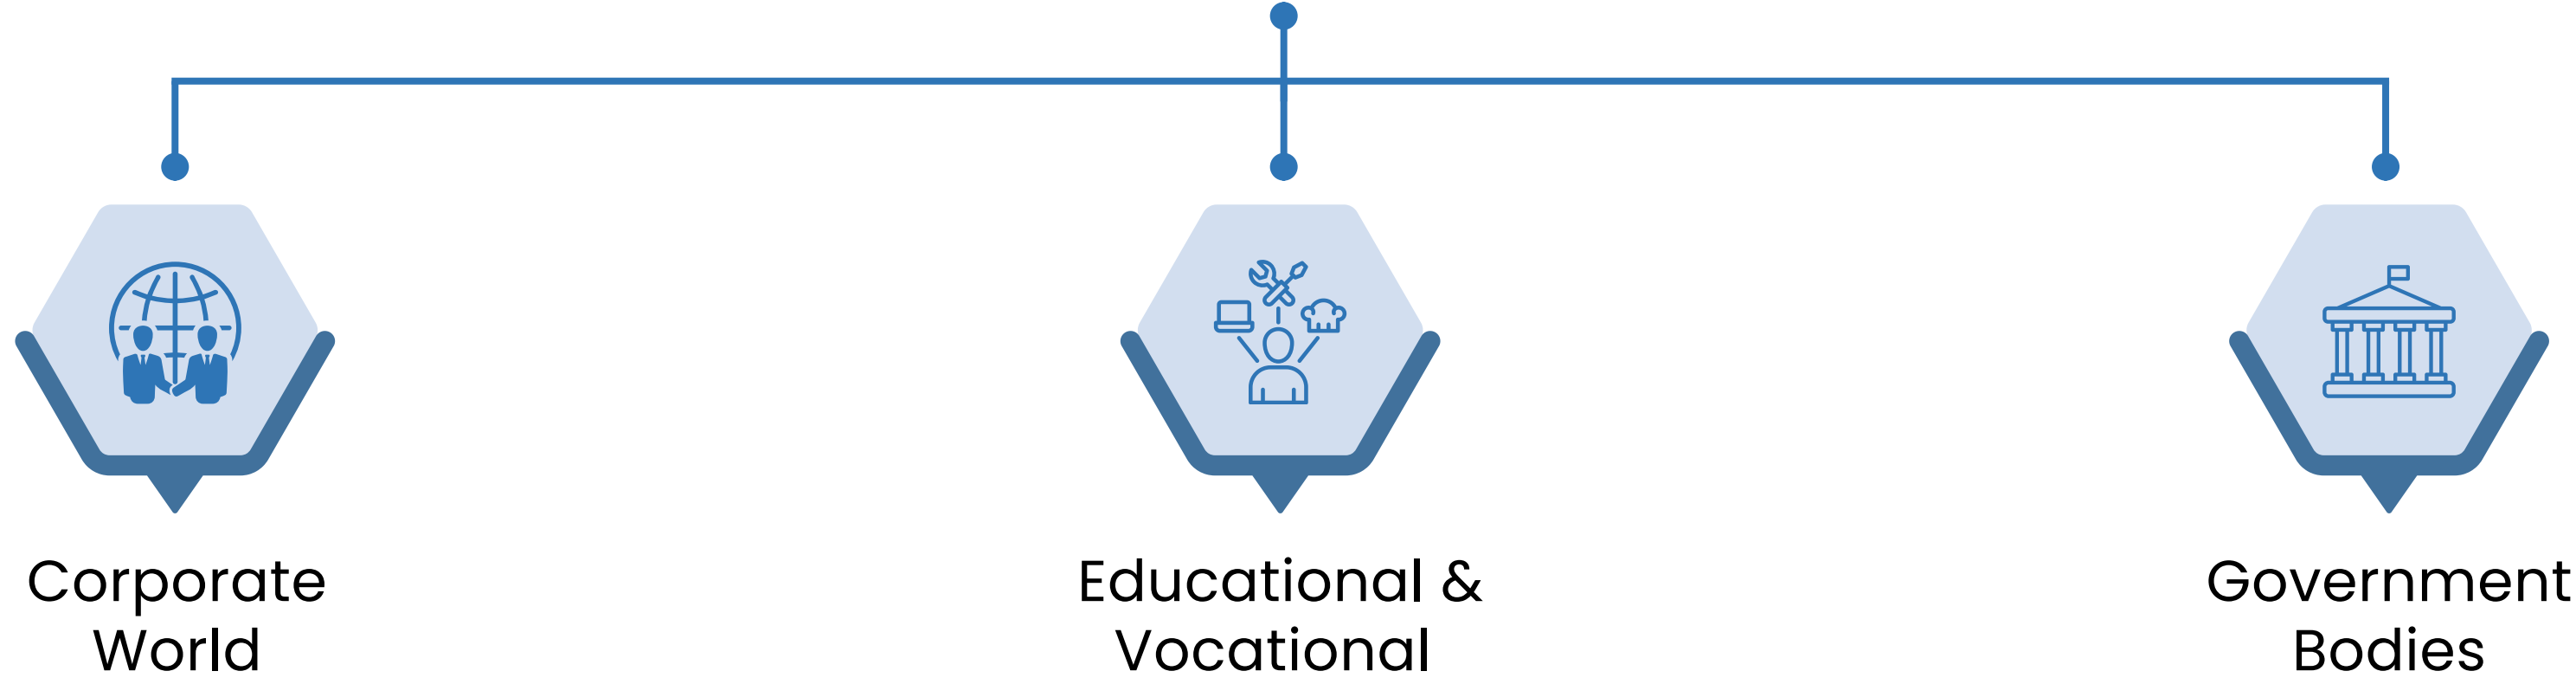 Corporate
World
Educational &
Vocational
Government
Bodies